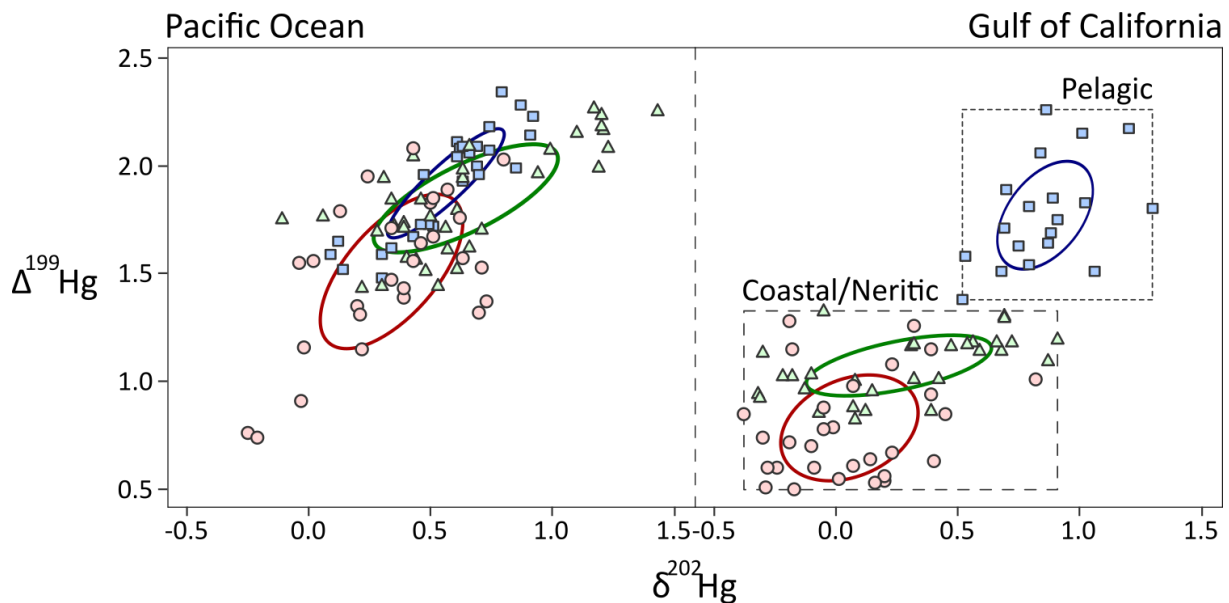 Pacific Ocean
Gulf of California
2.5
2.0
1.5
1.0
0.5
Δ¹⁹⁹Hg
Pelagic
Coastal/Neritic
-0.5 0.0 0.5 1.0 1.5 -0.5 0.0 0.5 1.0 1.5
δ²⁰²Hg